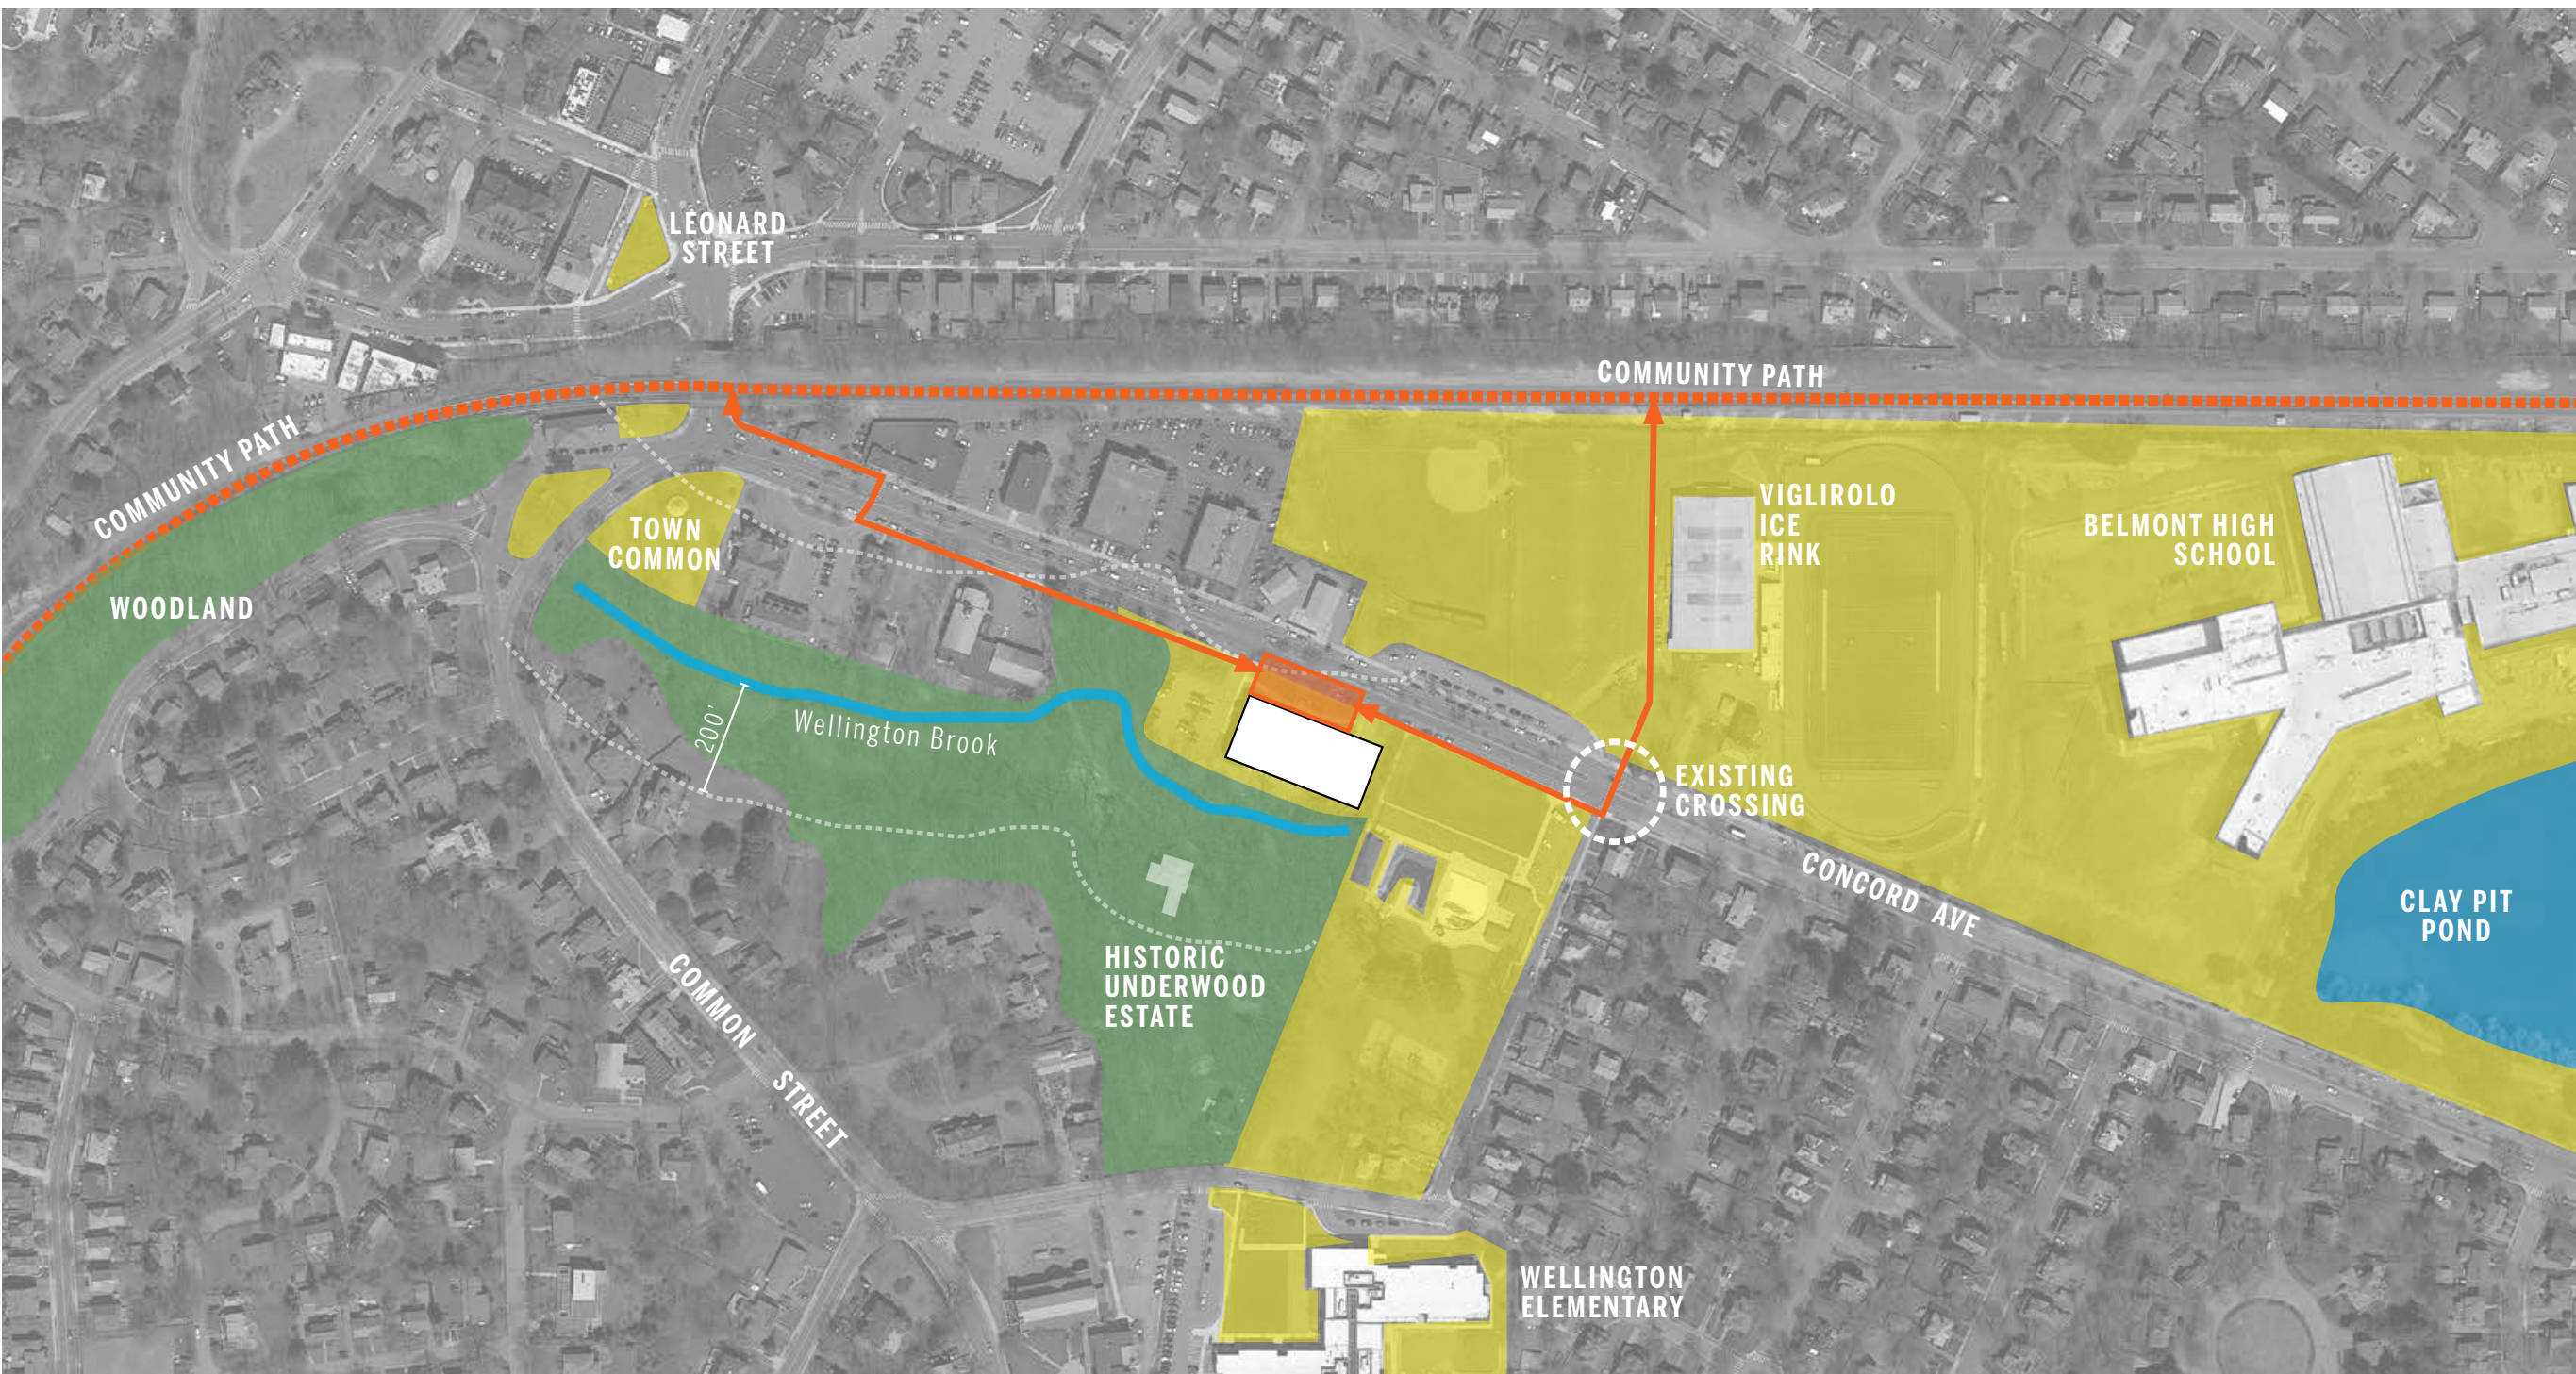 LEONARD
STREET
COMMUNITY PATH
COMMUNITY PATH
VIGLIROLO
ICE
RINK
BELMONT HIGH
SCHOOL
TOWN
COMMON
WOODLAND
200'
Wellington Brook
EXISTING
CROSSING
CONCORD AVE
CLAY PIT
POND
HISTORIC
UNDERWOOD
ESTATE
COMMON STREET
WELLINGTON
ELEMENTARY